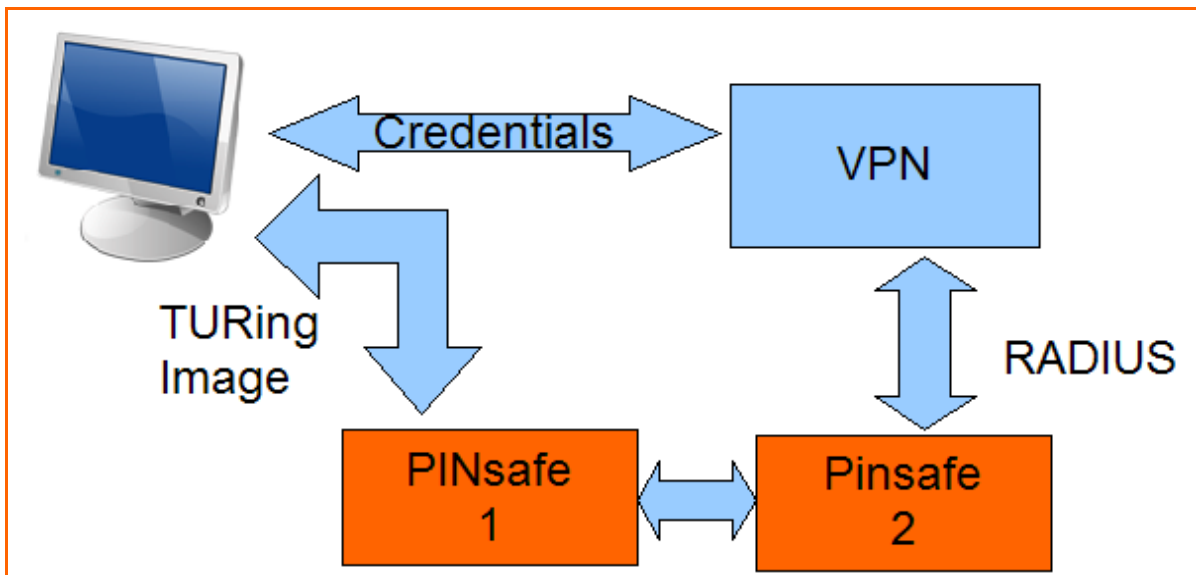 Credentials
VPN
TURing
Image
RADIUS
PINsafe
1
Pinsafe
2